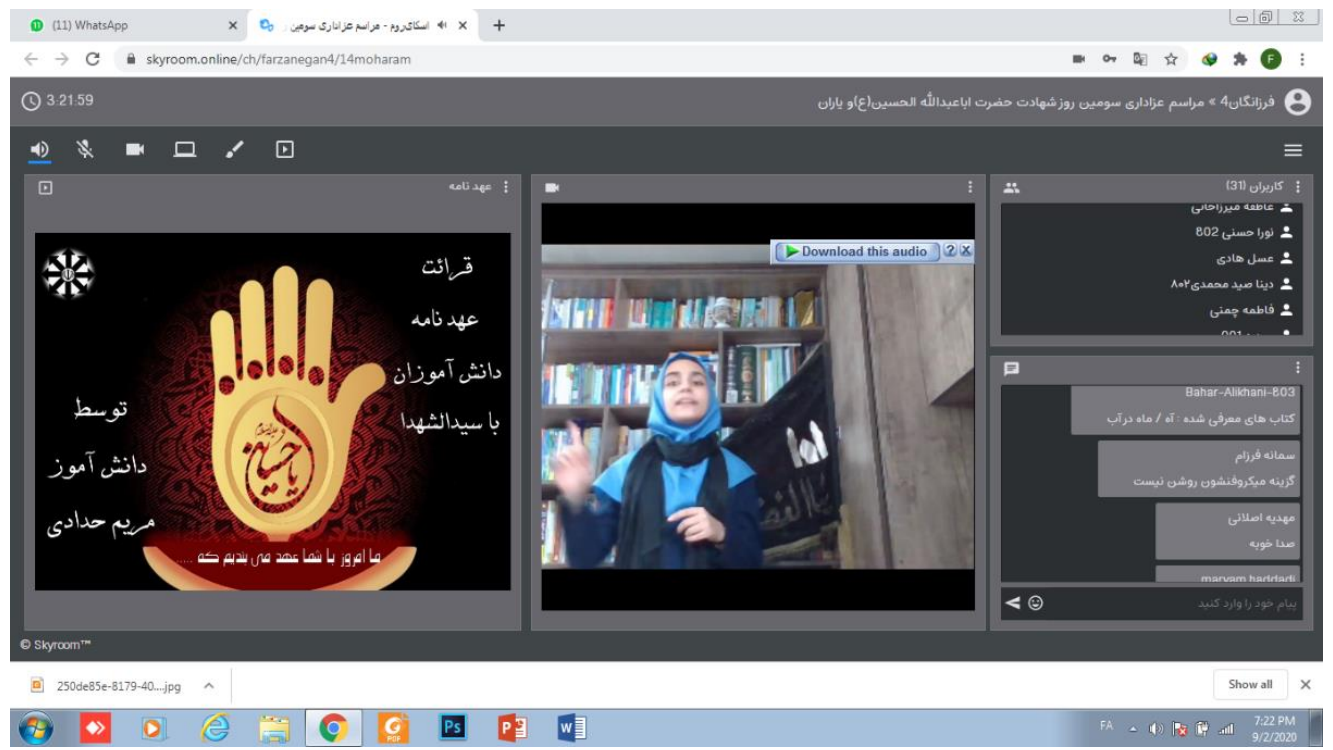 (11) WhatsApp
اسکای‌روم - مراسم عزاداری سومین
skyroom.online/ch/farzanegan4/14moharam
3:21:59
فرزانگان4 » مراسم عزاداری سومین روز شهادت حضرت اباعبدالله الحسین(ع)و یاران
عهد نامه
قرائت
عهد نامه
دانش آموزان
با سیدالشهدا
توسط
دانش آموز
مریم حدادی
ما امروز با شما عهد می بندیم که .....
Download this audio
کاربران (31)
عاطفه میرزاخانی
نورا حسنی 802
عسل هادی
دینا صید محمدی۸۰۲
فاطمه چمنی
Bahar-Alikhani-803
کتاب های معرفی شده : آه / ماه درآب
سمانه فرزام
گزینه میکروفنشون روشن نیست
مهدیه اصلانی
صدا خوبه
maryam haddadi
پیام خود را وارد کنید
© Skyroom™
250de85e-8179-40....jpg
Show all
FA
7:22 PM
9/2/2020